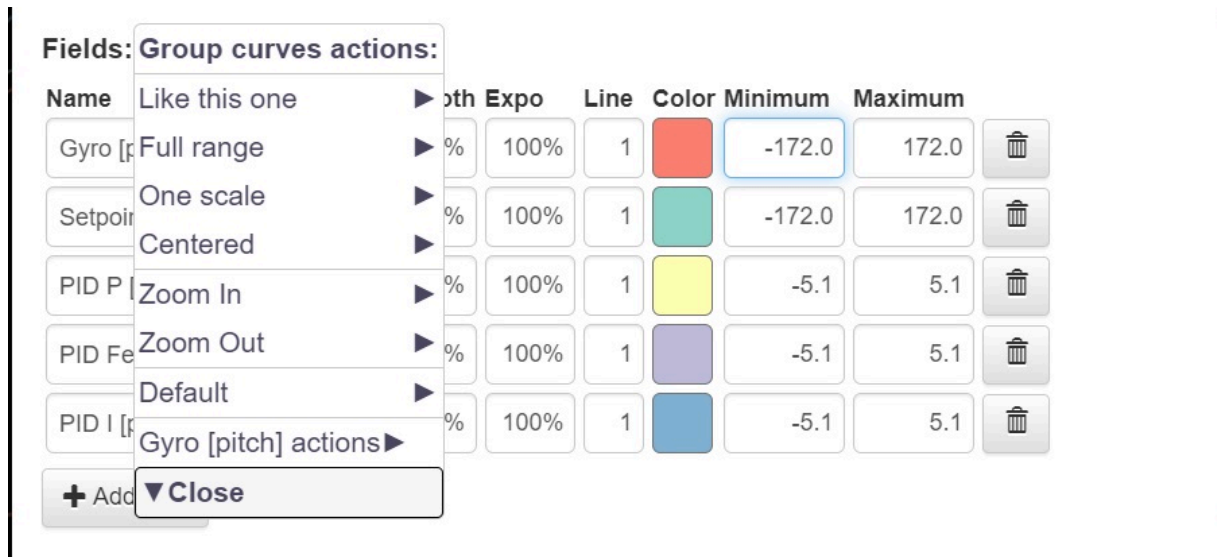 Fields: Group curves actions:
Name Like this one ▶ oth Expo Line Color Minimum Maximum
Gyro [p Full range ▶ % 100% 1 -172.0 172.0
One scale ▶
Setpoin % 100% 1 -172.0 172.0
Centered ▶
PID P [ Zoom In ▶ % 100% 1 -5.1 5.1
PID Fe Zoom Out ▶ % 100% 1 -5.1 5.1
Default ▶
PID I [p % 100% 1 -5.1 5.1
Gyro [pitch] actions▶
+ Add ▼Close